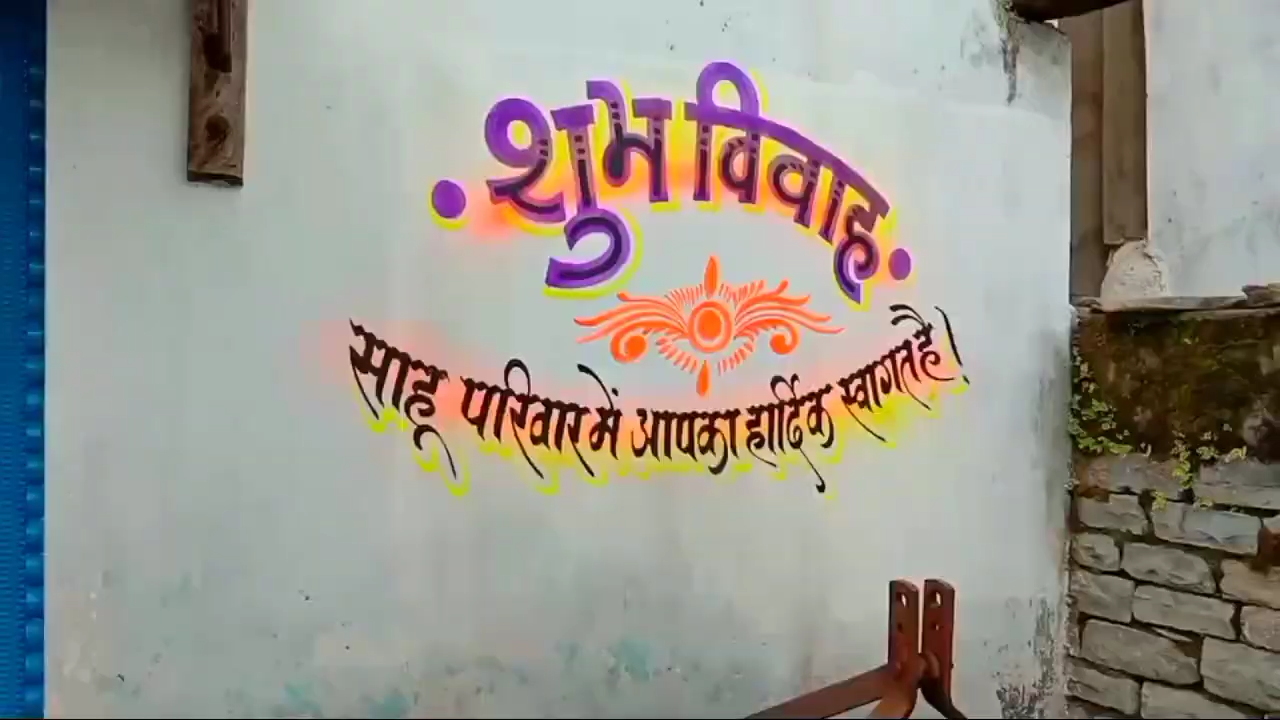 • शुभ विवाह •
साहू परिवार में आपका हार्दिक स्वागत है !